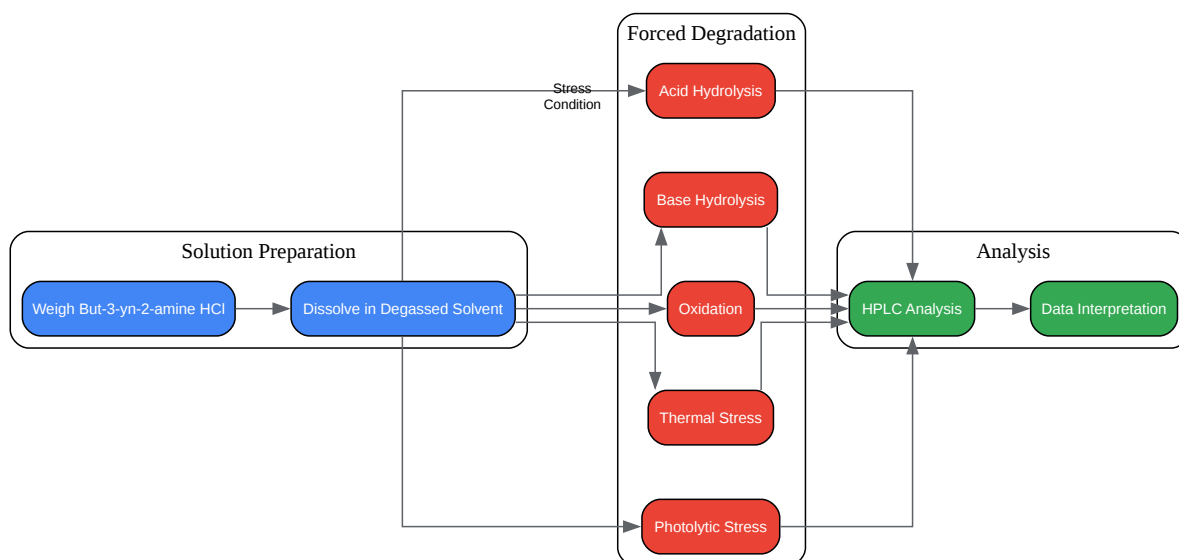 Forced Degradation
Stress
Condition
Acid Hydrolysis
Base Hydrolysis
Solution Preparation
Analysis
Weigh But-3-yn-2-amine HCl
Dissolve in Degassed Solvent
Oxidation
HPLC Analysis
Data Interpretation
Thermal Stress
Photolytic Stress